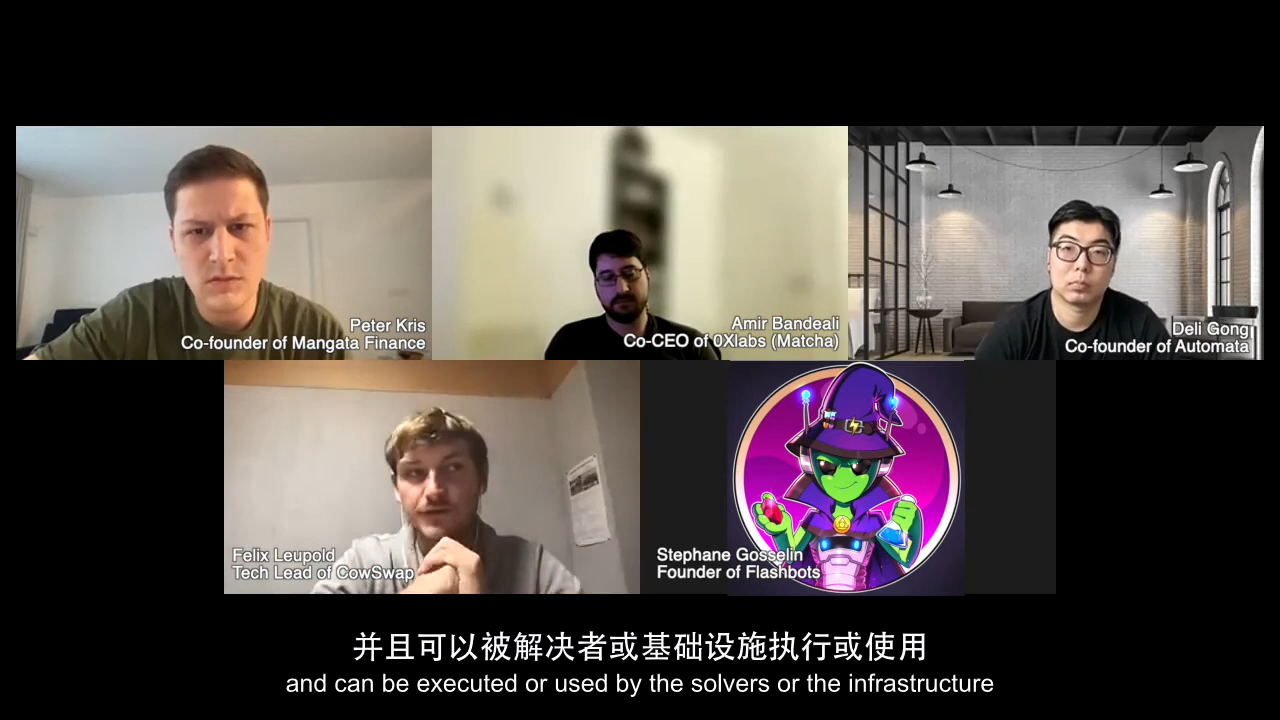 Peter Kris
Co-founder of Mangata Finance
Amir Bandeali
Co-CEO of 0Xlabs (Matcha)
Deli Gong
Co-founder of Automata
Felix Leupold
Tech Lead of CowSwap
Stephane Gosselin
Founder of Flashbots
并且可以被解决者或基础设施执行或使用
and can be executed or used by the solvers or the infrastructure